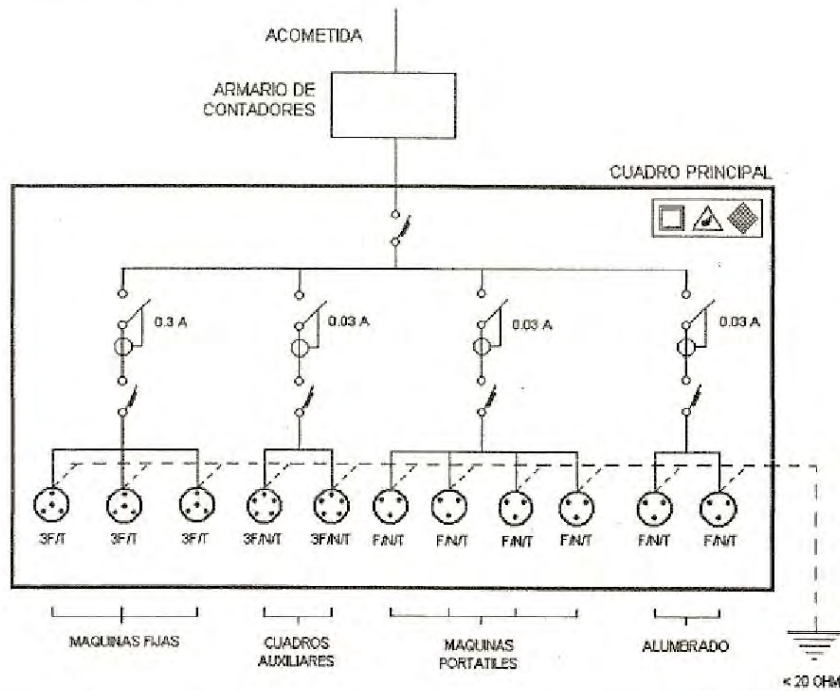 ACOMETIDA
ARMARIO DE
CONTADORES
CUADRO PRINCIPAL
0.3 A
0.03 A
0.03 A
0.03 A
3F/T
3F/T
3F/T
3F/N/T
3F/N/T
F/N/T
F/N/T
F/N/T
F/N/T
F/N/T
F/N/T
MAQUINAS FIJAS
CUADROS
AUXILIARES
MAQUINAS
PORTATILES
ALUMBRADO
< 20 OHM